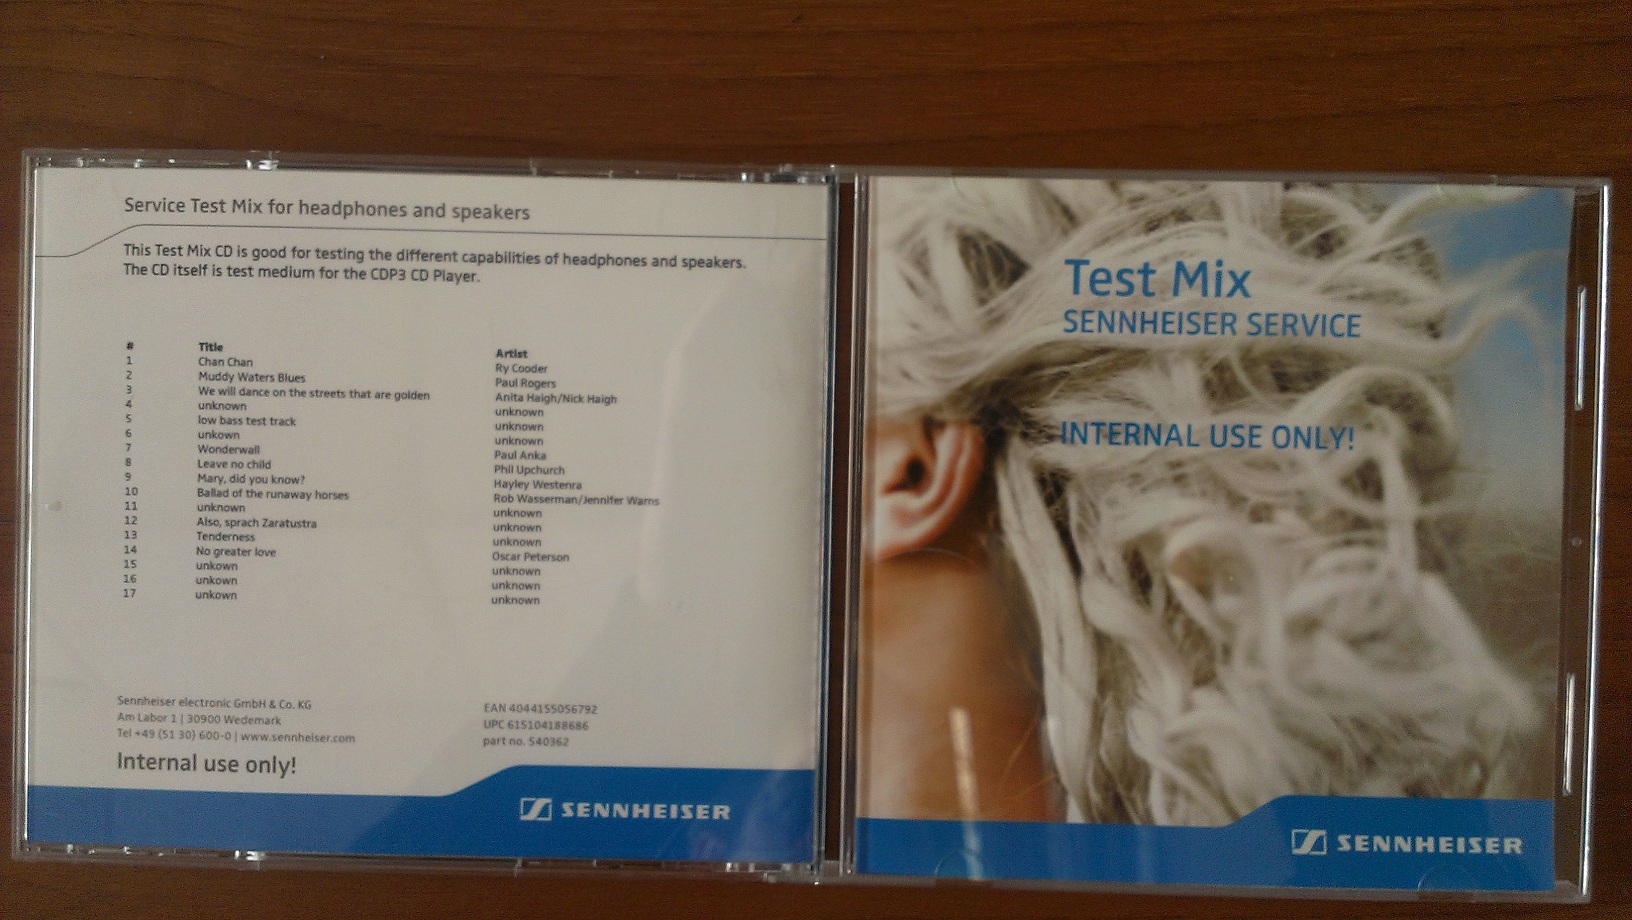 Service Test Mix for headphones and speakers
This Test Mix CD is good for testing the different capabilities of headphones and speakers.
The CD itself is test medium for the CDP3 CD Player.
# Title Artist
1 Chan Chan Ry Cooder
2 Muddy Waters Blues Paul Rogers
3 We will dance on the streets that are golden Anita Haigh/Nick Haigh
4 unknown unknown
5 low bass test track unknown
6 unkown unknown
7 Wonderwall Paul Anka
8 Leave no child Phil Upchurch
9 Mary, did you know? Hayley Westenra
10 Ballad of the runaway horses Rob Wasserman/Jennifer Warns
11 unknown unknown
12 Also, sprach Zaratustra unknown
13 Tenderness unknown
14 No greater love Oscar Peterson
15 unkown unknown
16 unkown unknown
17 unkown unknown
Sennheiser electronic GmbH & Co. KG
Am Labor 1 | 30900 Wedemark
Tel +49 (51 30) 600-0 | www.sennheiser.com
EAN 4044155056792
UPC 615104188686
part no. 540362
Internal use only!
SENNHEISER
Test Mix
SENNHEISER SERVICE
INTERNAL USE ONLY!
SENNHEISER